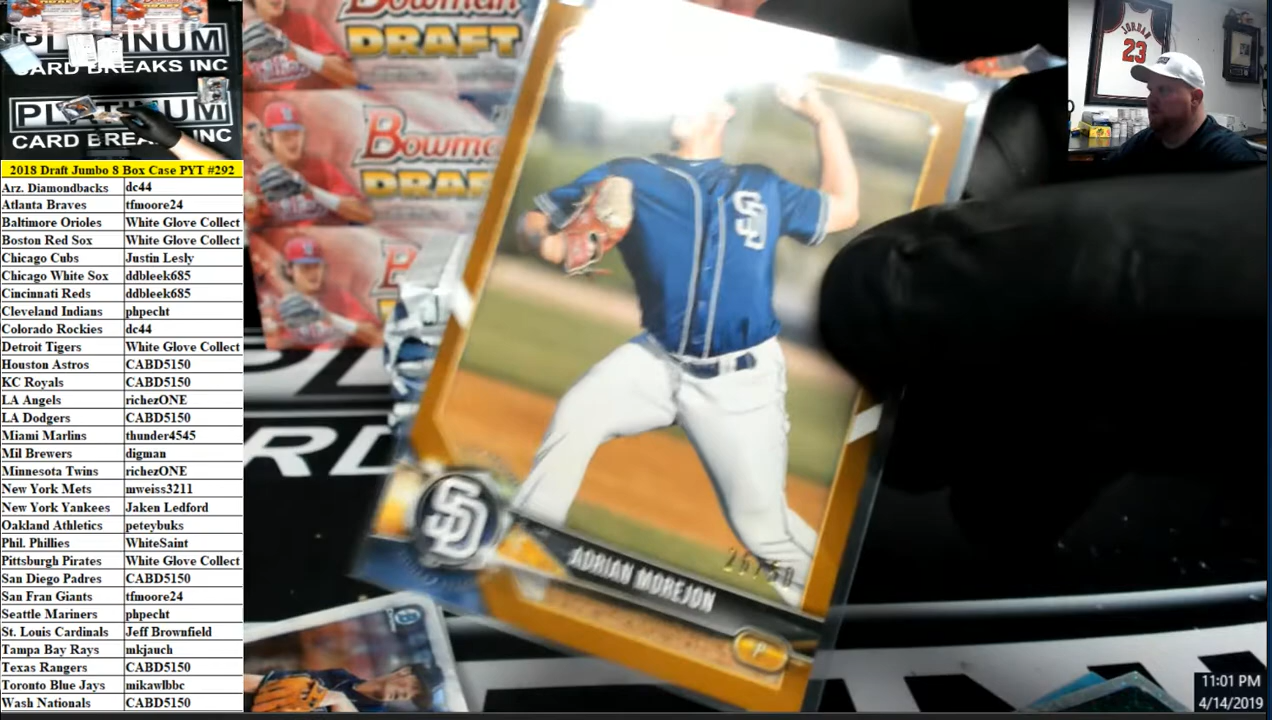 PLATINUM
CARD BREAKS INC
PLATINUM
CARD BREAKS INC
2018 Draft Jumbo 8 Box Case PYT #292
Arz. Diamondbacks dc44
Atlanta Braves tfmoore24
Baltimore Orioles White Glove Collect
Boston Red Sox White Glove Collect
Chicago Cubs Justin Lesly
Chicago White Sox ddbleek685
Cincinnati Reds ddbleek685
Cleveland Indians phpecht
Colorado Rockies dc44
Detroit Tigers White Glove Collect
Houston Astros CABD5150
KC Royals CABD5150
LA Angels richezONE
LA Dodgers CABD5150
Miami Marlins thunder4545
Mil Brewers digman
Minnesota Twins richezONE
New York Mets mweiss3211
New York Yankees Jaken Ledford
Oakland Athletics peteybuks
Phil. Phillies WhiteSaint
Pittsburgh Pirates White Glove Collect
San Diego Padres CABD5150
San Fran Giants tfmoore24
Seattle Mariners phpecht
St. Louis Cardinals Jeff Brownfield
Tampa Bay Rays mkjauch
Texas Rangers CABD5150
Toronto Blue Jays mikawlbbc
Wash Nationals CABD5150
Bowman
DRAFT
Bowma
DRAF
B
RD
SD
SD
ADRIAN MOREJON
P
JORDAN
23
11:01 PM
4/14/2019